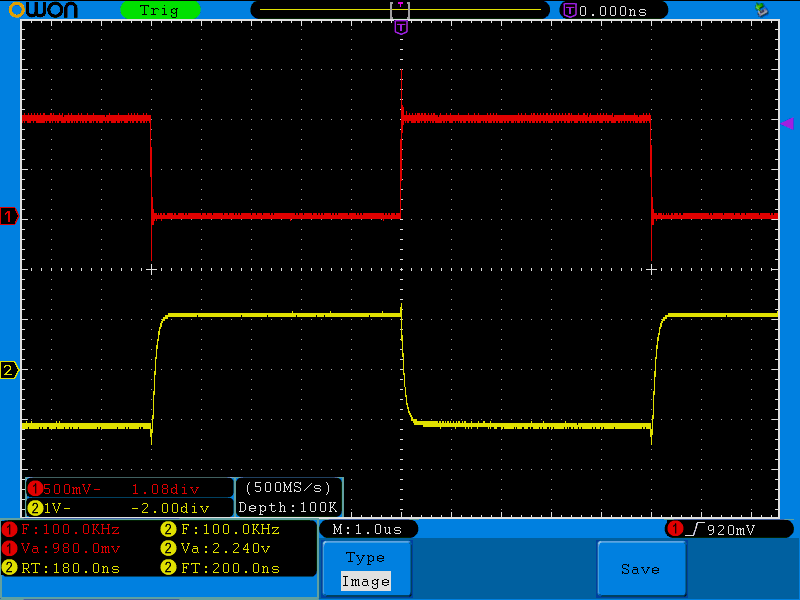 OWON Trig T T 0.000ns
T
1
2
1 500mV- 1.08div (500MS/s)
2 1V- -2.00div Depth:100K
1 F:100.0KHz 2 F:100.0KHz M:1.0us 1 920mV
1 Va:980.0mv 2 Va:2.240v Type
2 RT:180.0ns 2 FT:200.0ns Image Save